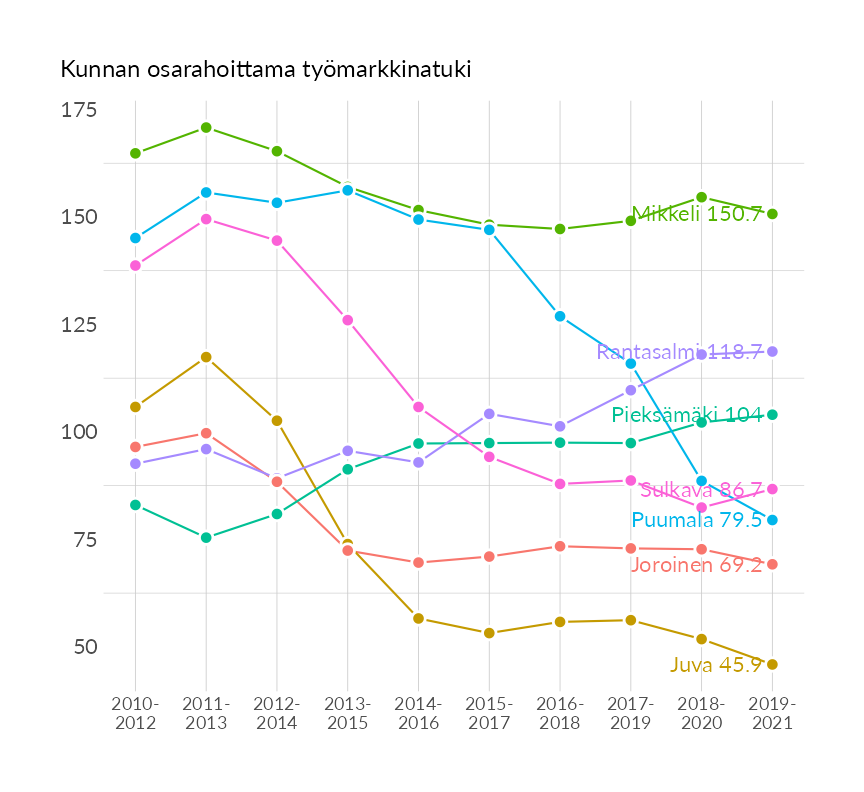 Kunnan osarahoittama työmarkkinatuki
175
150
125
100
75
50
Mikkeli 150.7
Rantasalmi 118.7
Pieksämäki 104
Sulkava 86.7
Puumala 79.5
Joroinen 69.2
Juva 45.9
2010- 2011- 2012- 2013- 2014- 2015- 2016- 2017- 2018- 2019-
2012 2013 2014 2015 2016 2017 2018 2019 2020 2021